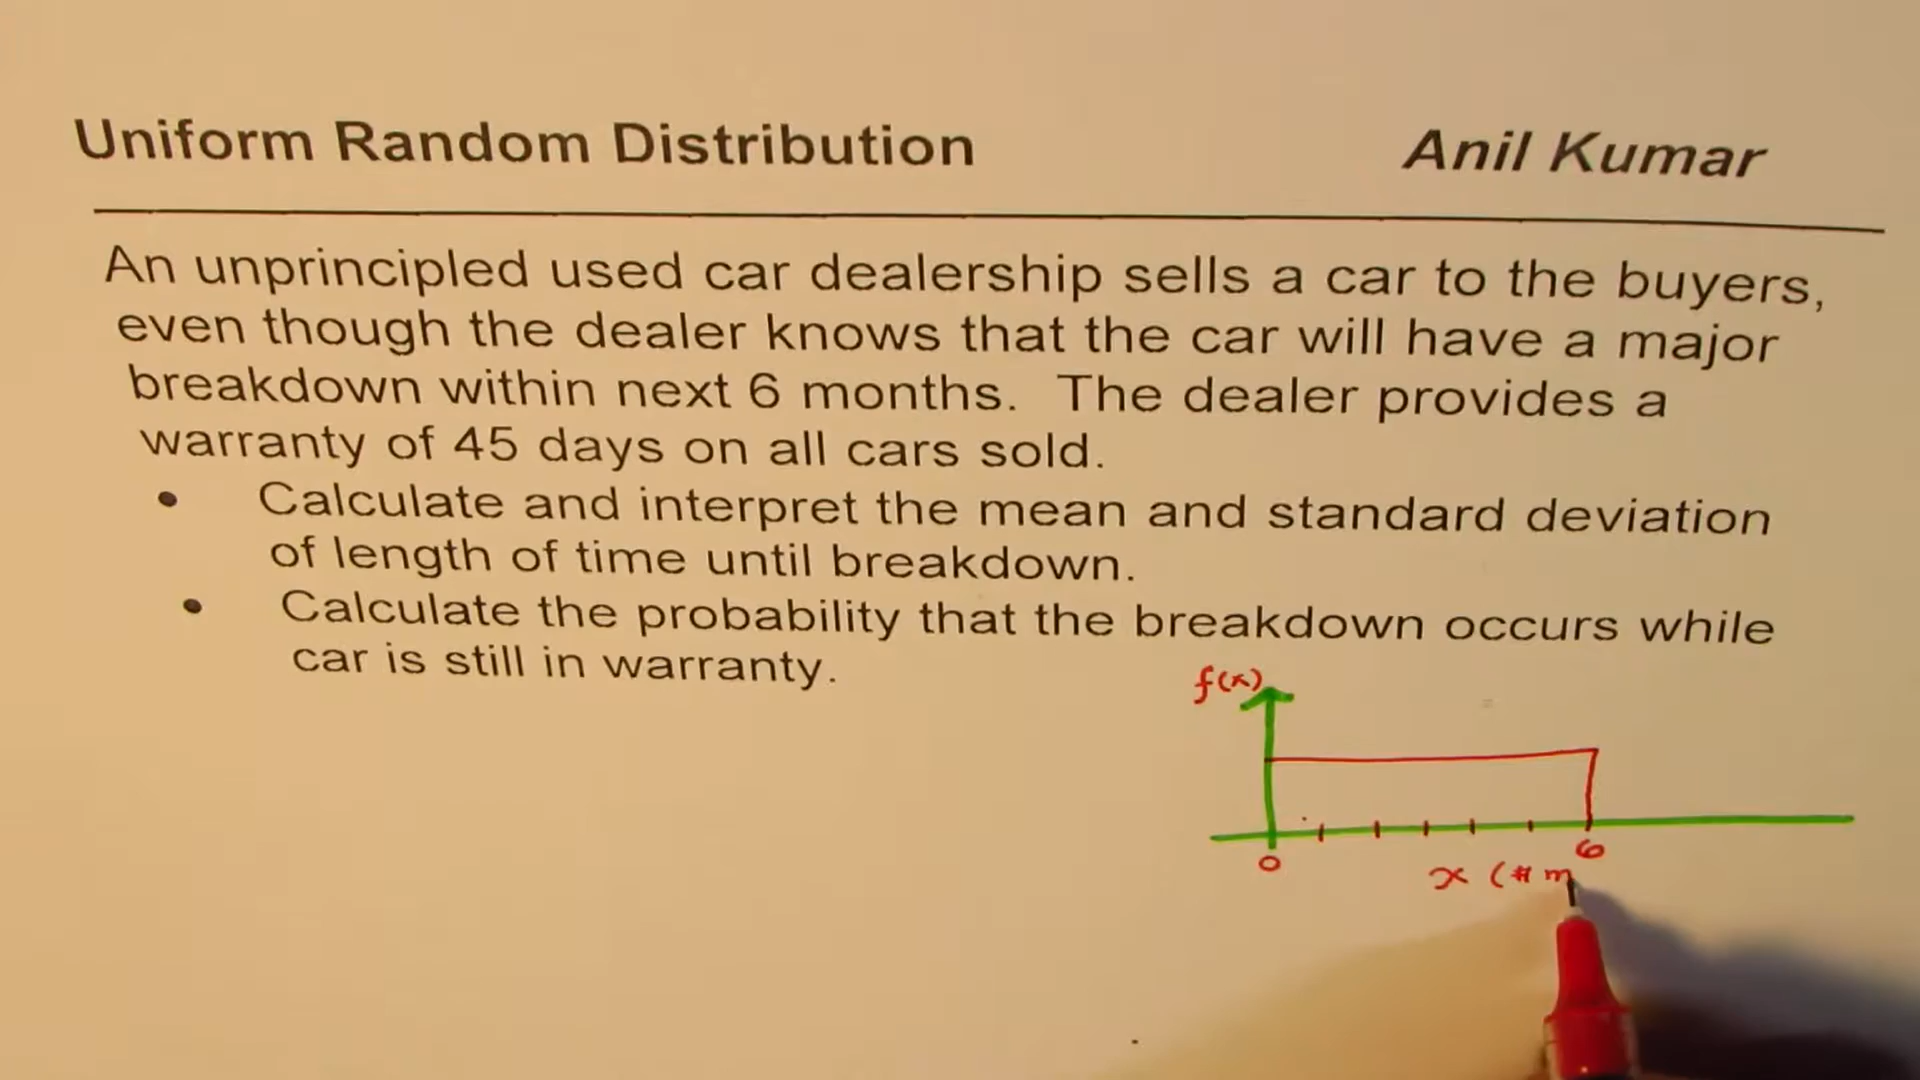 Uniform Random Distribution Anil Kumar
An unprincipled used car dealership sells a car to the buyers,
even though the dealer knows that the car will have a major
breakdown within next 6 months. The dealer provides a
warranty of 45 days on all cars sold.
• Calculate and interpret the mean and standard deviation
of length of time until breakdown.
• Calculate the probability that the breakdown occurs while
car is still in warranty.
f(x)
0 6
x (# m